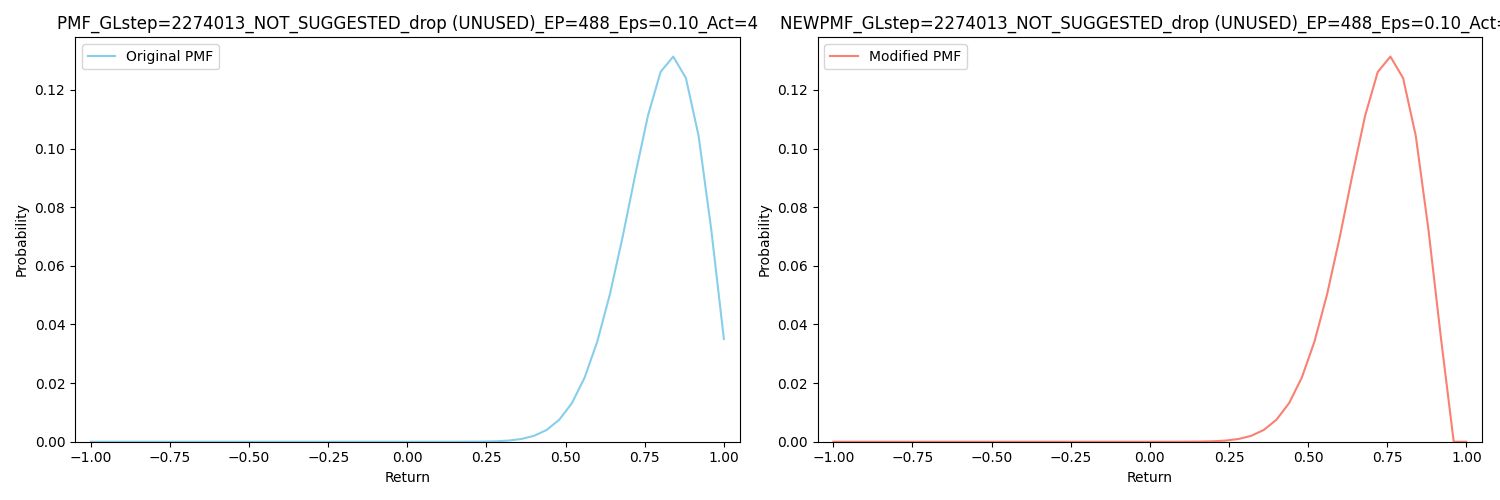 PMF_GLstep=2274013_NOT_SUGGESTED_drop (UNUSED)_EP=488_Eps=0.10_Act=4
Original PMF
Probability
0.12
0.10
0.08
0.06
0.04
0.02
0.00
−1.00 −0.75 −0.50 −0.25 0.00 0.25 0.50 0.75 1.00
Return
NEWPMF_GLstep=2274013_NOT_SUGGESTED_drop (UNUSED)_EP=488_Eps=0.10_Act=
Modified PMF
Probability
0.12
0.10
0.08
0.06
0.04
0.02
0.00
−1.00 −0.75 −0.50 −0.25 0.00 0.25 0.50 0.75 1.00
Return